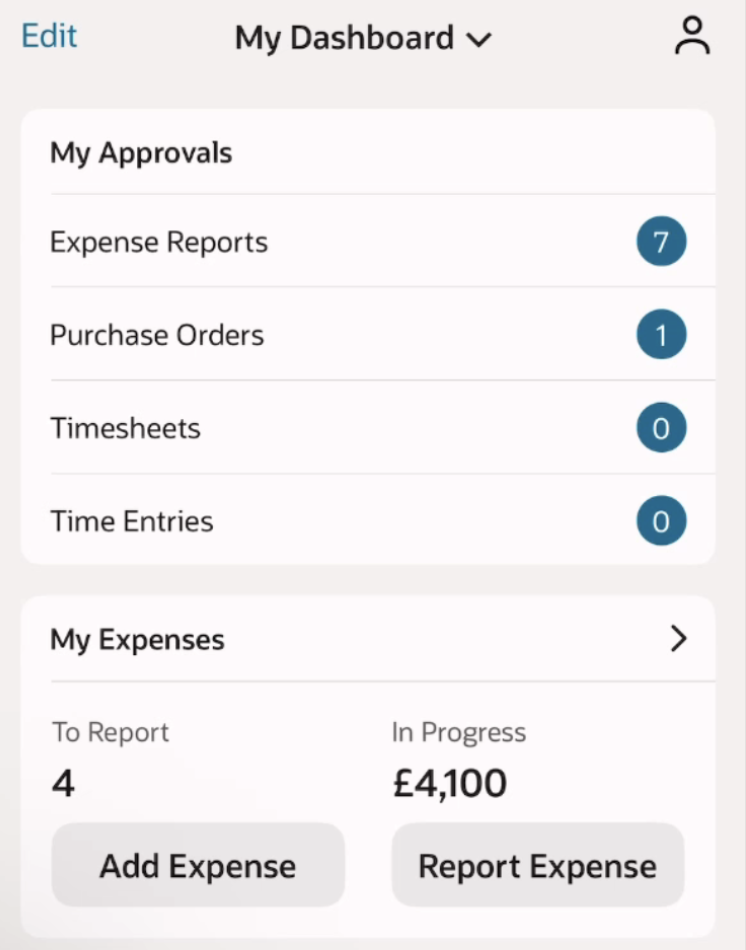 Edit My Dashboard
My Approvals
Expense Reports 7
Purchase Orders 1
Timesheets 0
Time Entries 0
My Expenses
To Report In Progress
4 £4,100
Add Expense Report Expense